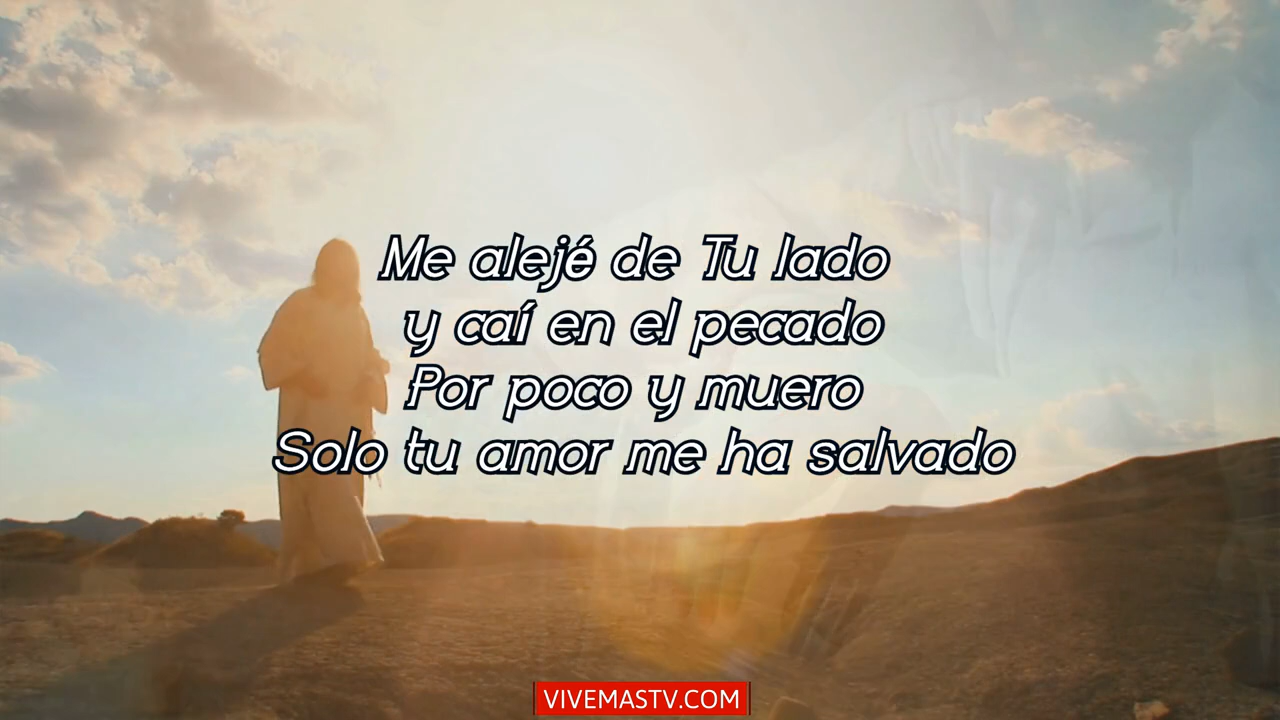 Me alejé de Tu lado
y caí en el pecado
Por poco y muero
Solo tu amor me ha salvado
VIVEMASTV.COM